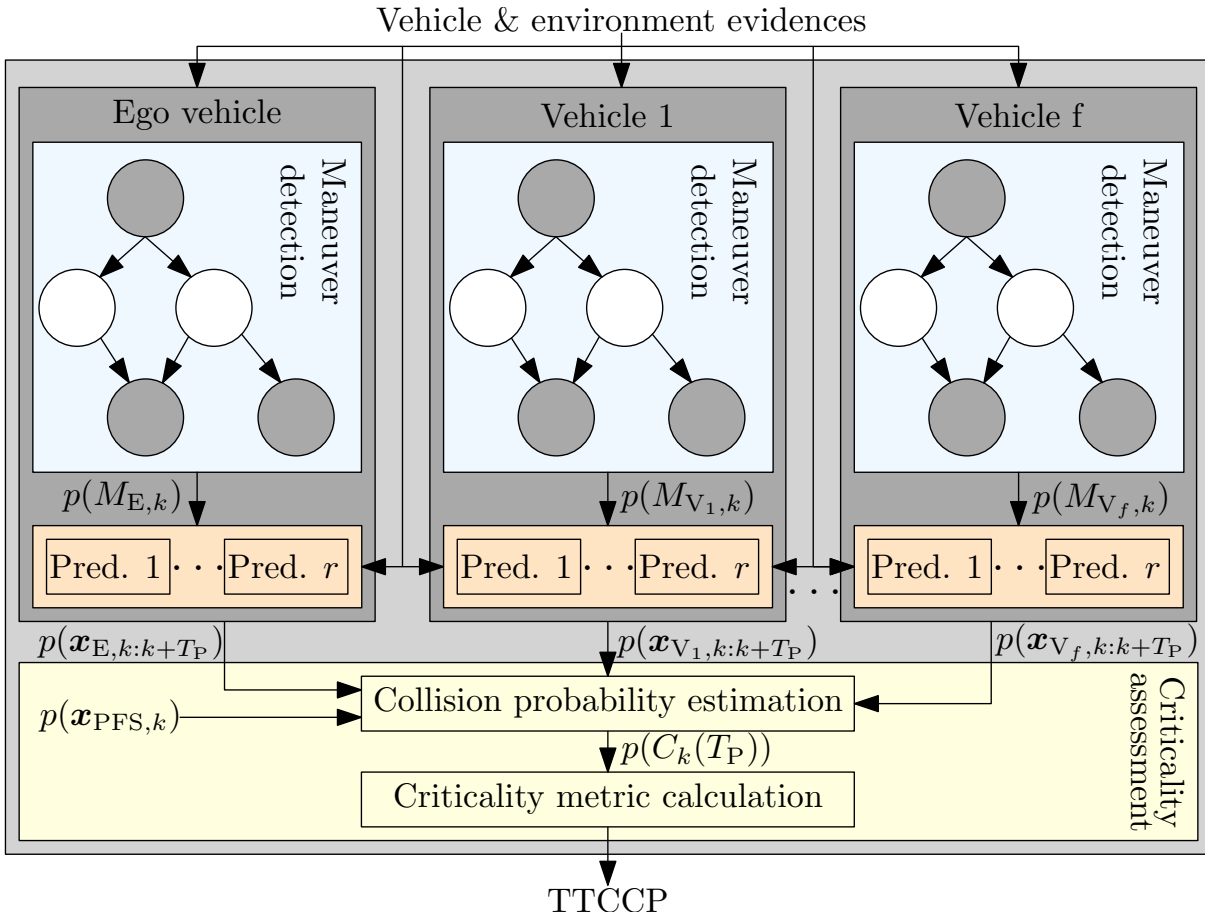 Vehicle & environment evidences
Ego vehicle
Maneuver
detection
p(M_{E,k})
Pred. 1 · · · Pred. r
p(x_{E,k:k+T_P})
Vehicle 1
Maneuver
detection
p(M_{V_1,k})
Pred. 1 · · · Pred. r
p(x_{V_1,k:k+T_P})
. . .
Vehicle f
Maneuver
detection
p(M_{V_f,k})
Pred. 1 · · · Pred. r
p(x_{V_f,k:k+T_P})
Criticality
assessment
p(x_{PFS,k})
Collision probability estimation
p(C_k(T_P))
Criticality metric calculation
TTCCP